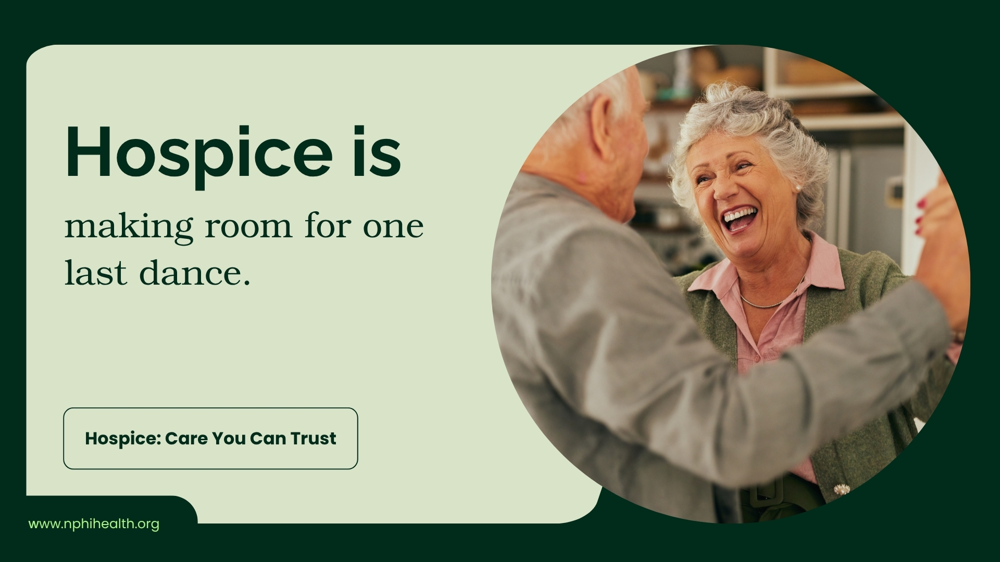 Hospice is
making room for one
last dance.
Hospice: Care You Can Trust
www.nphihealth.org